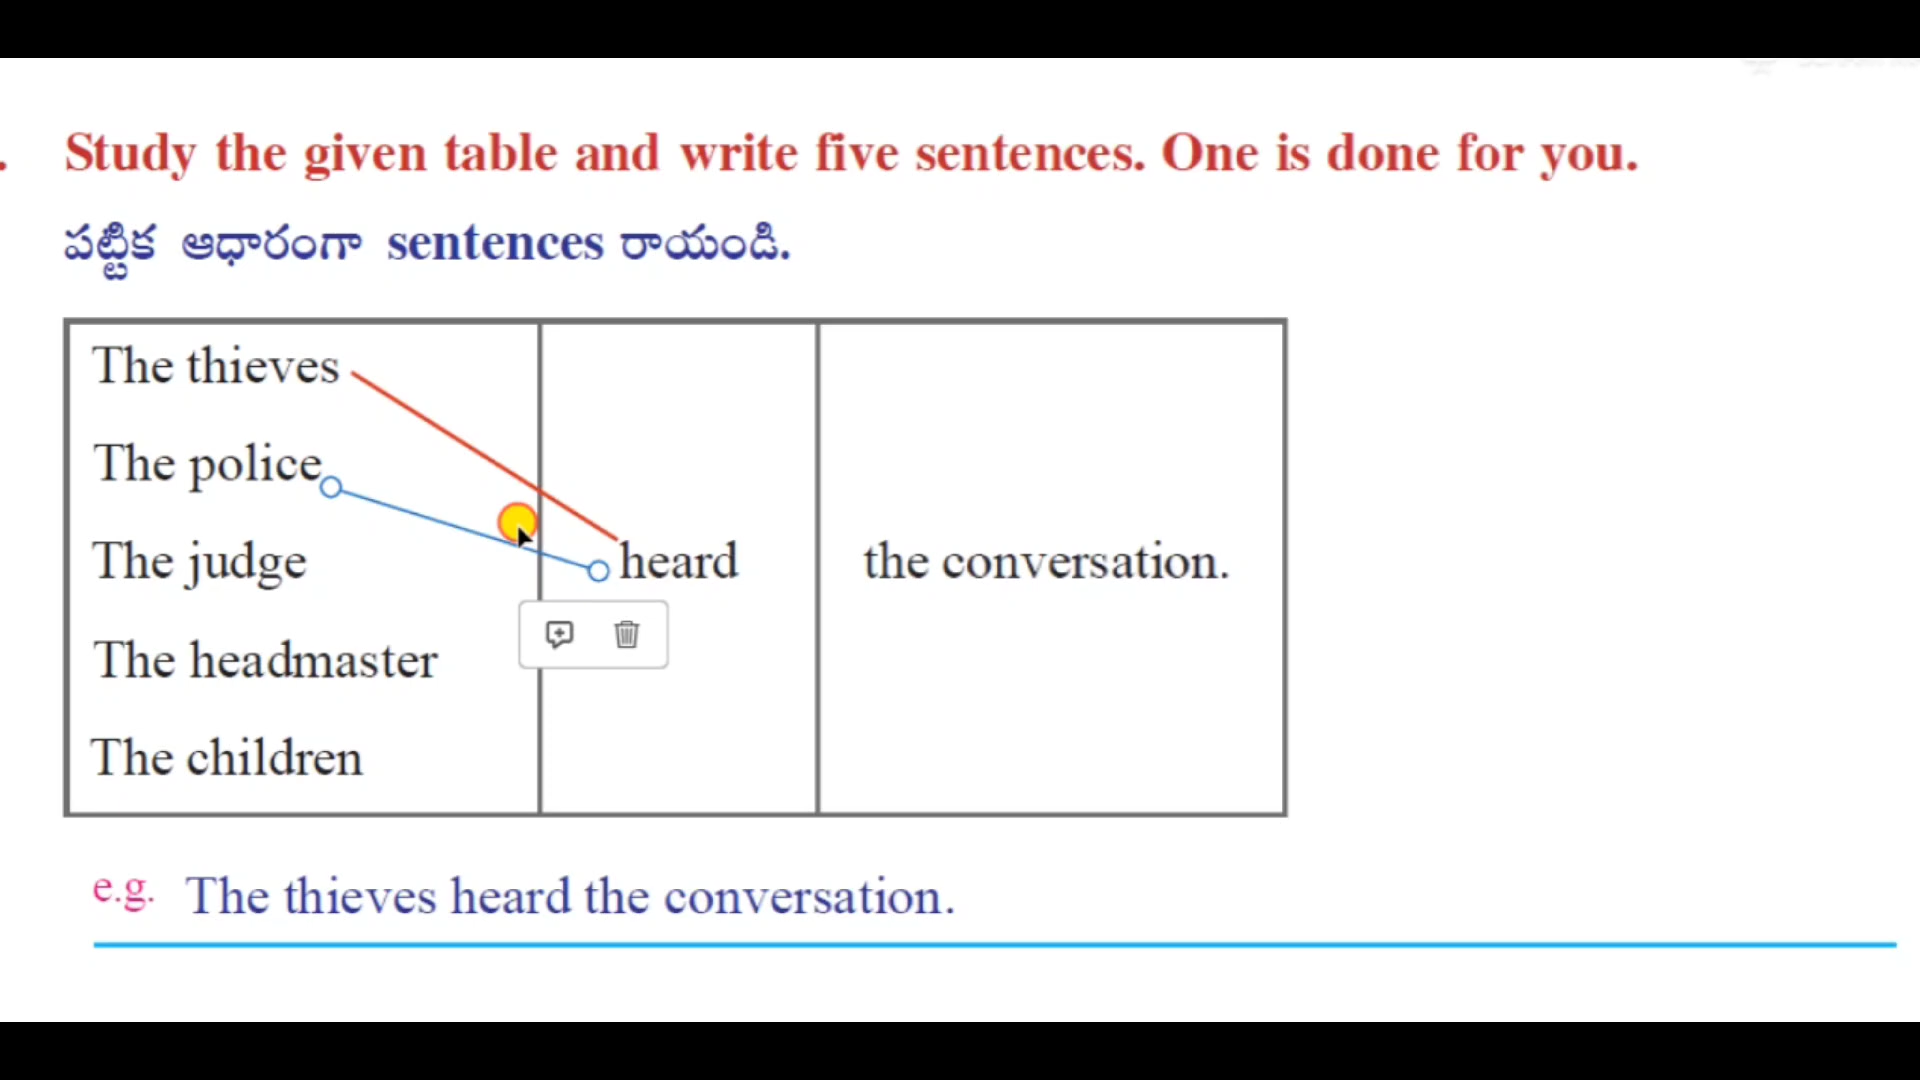 . Study the given table and write five sentences. One is done for you.
పట్టిక ఆధారంగా sentences రాయండి.
The thieves
The police
The judge heard the conversation.
The headmaster
The children
e.g. The thieves heard the conversation.